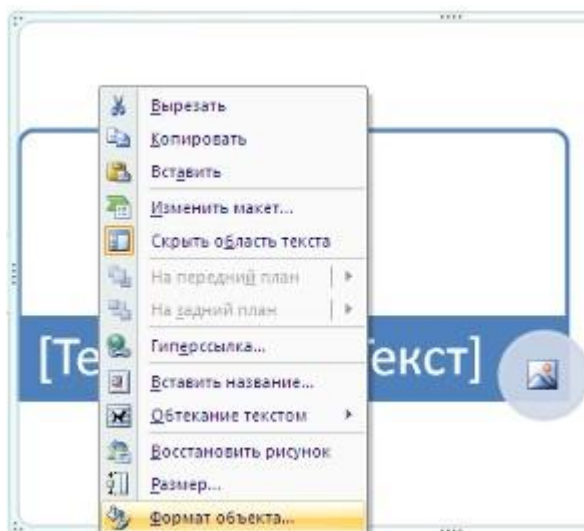 Вырезать
Копировать
Вставить
Изменить макет...
Скрыть область текста
На передний план
На задний план
Гиперссылка...
[Те
Текст]
Вставить название...
Обтекание текстом
Восстановить рисунок
Размер...
Формат объекта...